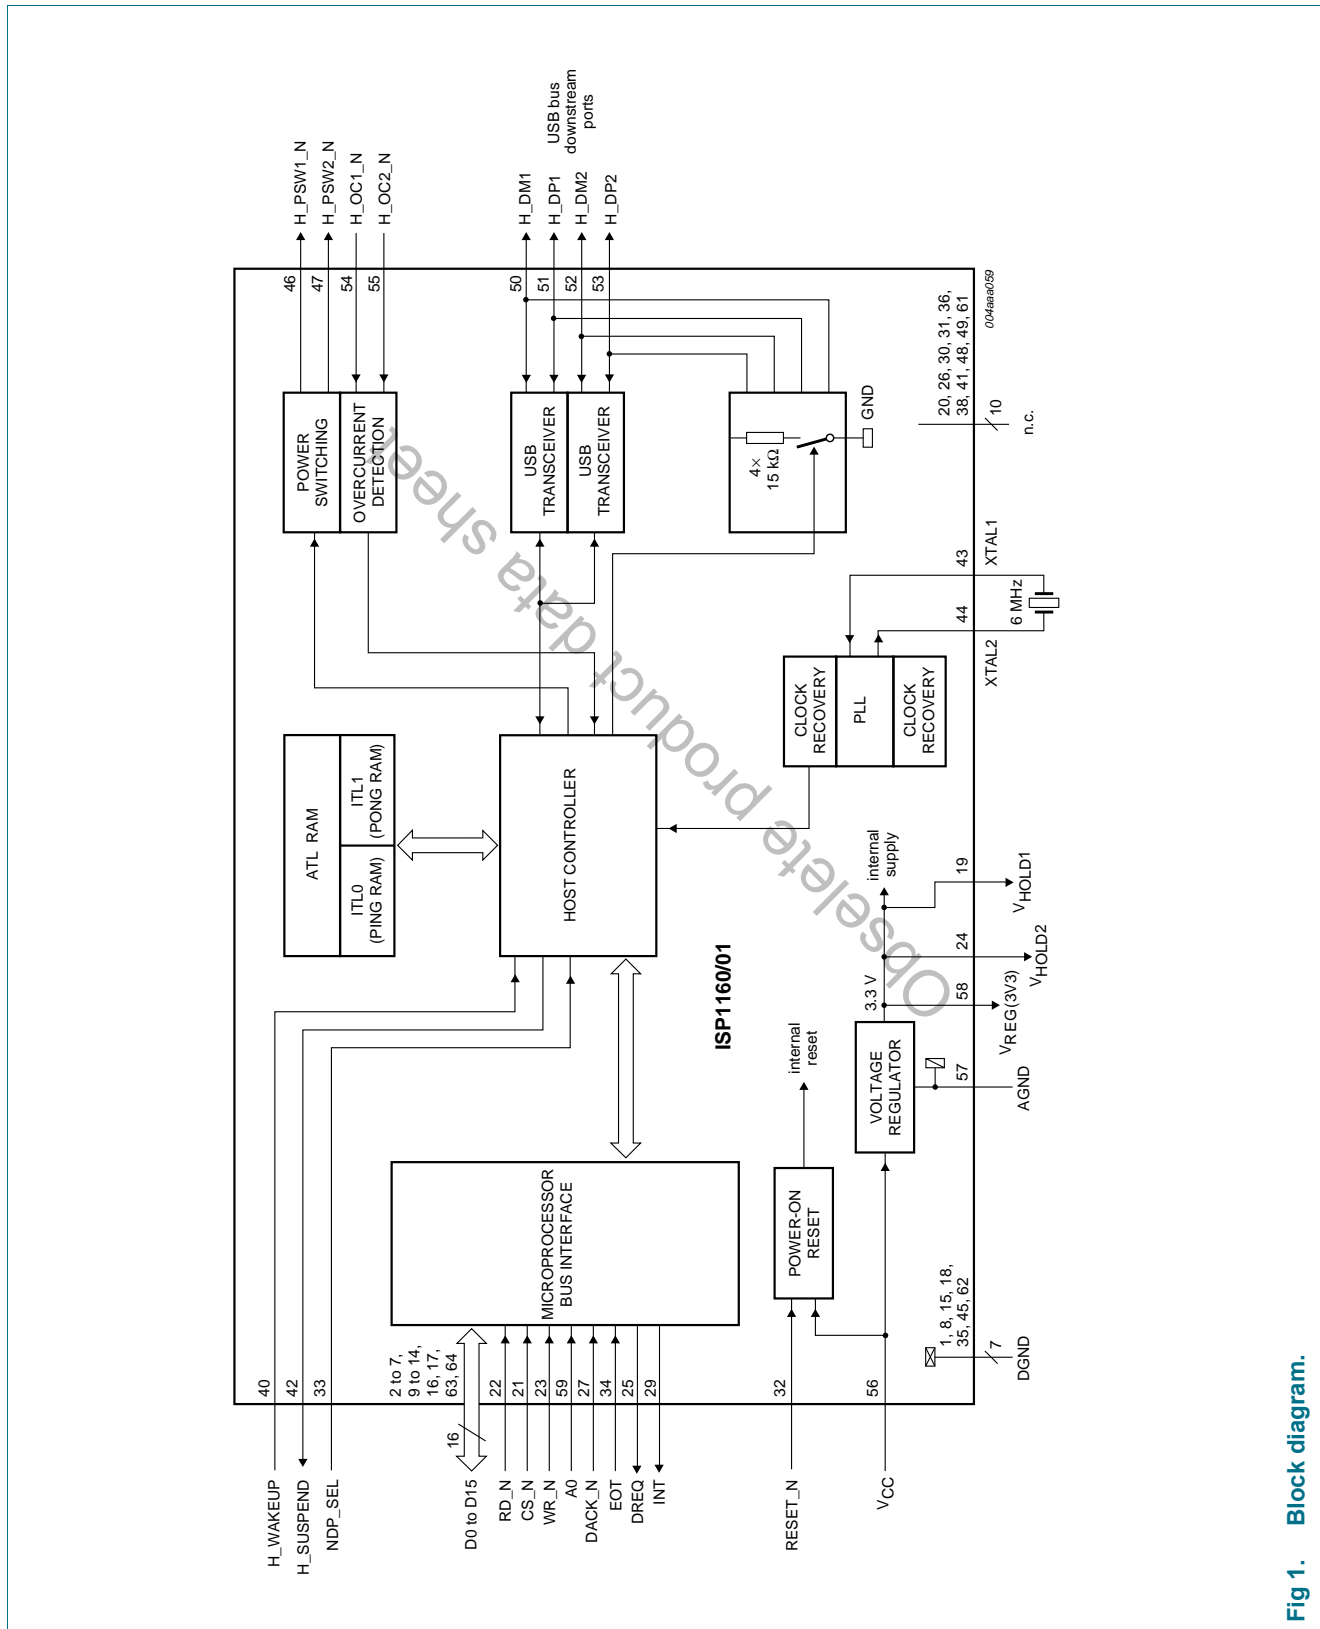 H_WAKEUP
40
H_SUSPEND
42
NDP_SEL
33
D0 to D15
16
2 to 7,
9 to 14,
16, 17,
63, 64
RD_N
22
CS_N
21
WR_N
23
A0
59
DACK_N
27
EOT
34
DREQ
25
INT
29
RESET_N
32
VCC
56
MICROPROCESSOR
BUS INTERFACE
POWER-ON
RESET
internal
reset
VOLTAGE
REGULATOR
3.3 V
internal
supply
ISP1160/01
ATL RAM
ITL0
(PING RAM)
ITL1
(PONG RAM)
HOST CONTROLLER
CLOCK
RECOVERY
PLL
CLOCK
RECOVERY
POWER
SWITCHING
OVERCURRENT
DETECTION
USB
TRANSCEIVER
USB
TRANSCEIVER
4×
15 kΩ
GND
46
H_PSW1_N
47
H_PSW2_N
54
H_OC1_N
55
H_OC2_N
50
H_DM1
51
H_DP1
52
H_DM2
53
H_DP2
USB bus
downstream
ports
1, 8, 15, 18,
35, 45, 62
7
DGND
57
AGND
58
VREG(3V3)
24
VHOLD2
19
VHOLD1
44
XTAL2
6 MHz
43
XTAL1
20, 26, 30, 31, 36,
38, 41, 48, 49, 61
10
n.c.
004aaa059
Obselete product data sheet
Fig 1. Block diagram.